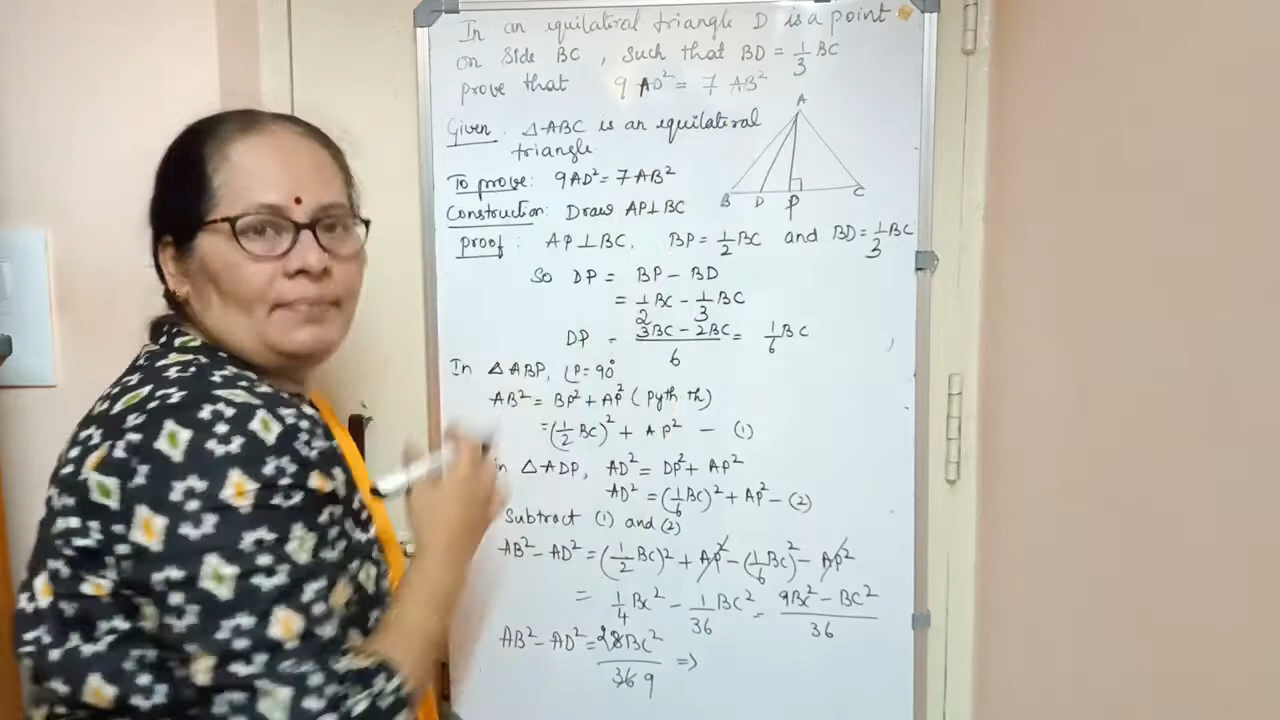 In an equilateral triangle D is a point
on side BC, such that BD = 1/3 BC
prove that 9 AD² = 7 AB²
Given. △ABC is an equilateral
triangle
To prove: 9AD² = 7AB²
Construction: Draw AP⊥BC
A
B D P C
proof: AP⊥BC, BP = 1/2 BC and BD = 1/3 BC
So DP = BP - BD
= 1/2 BC - 1/3 BC
DP = (3BC - 2BC)/6 = 1/6 BC
In △ABP, ∠P = 90°
AB² = BP² + AP² (Pyth. th)
= (1/2 BC)² + AP² - (1)
in △ADP, AD² = DP² + AP²
AD² = (1/6 BC)² + AP² - (2)
Subtract (1) and (2)
AB² - AD² = (1/2 BC)² + AP² - (1/6 BC)² - AP²
= 1/4 BC² - 1/36 BC² = (9BC² - BC²)/36
AB² - AD² = 2 8BC²/36 9 ⇒